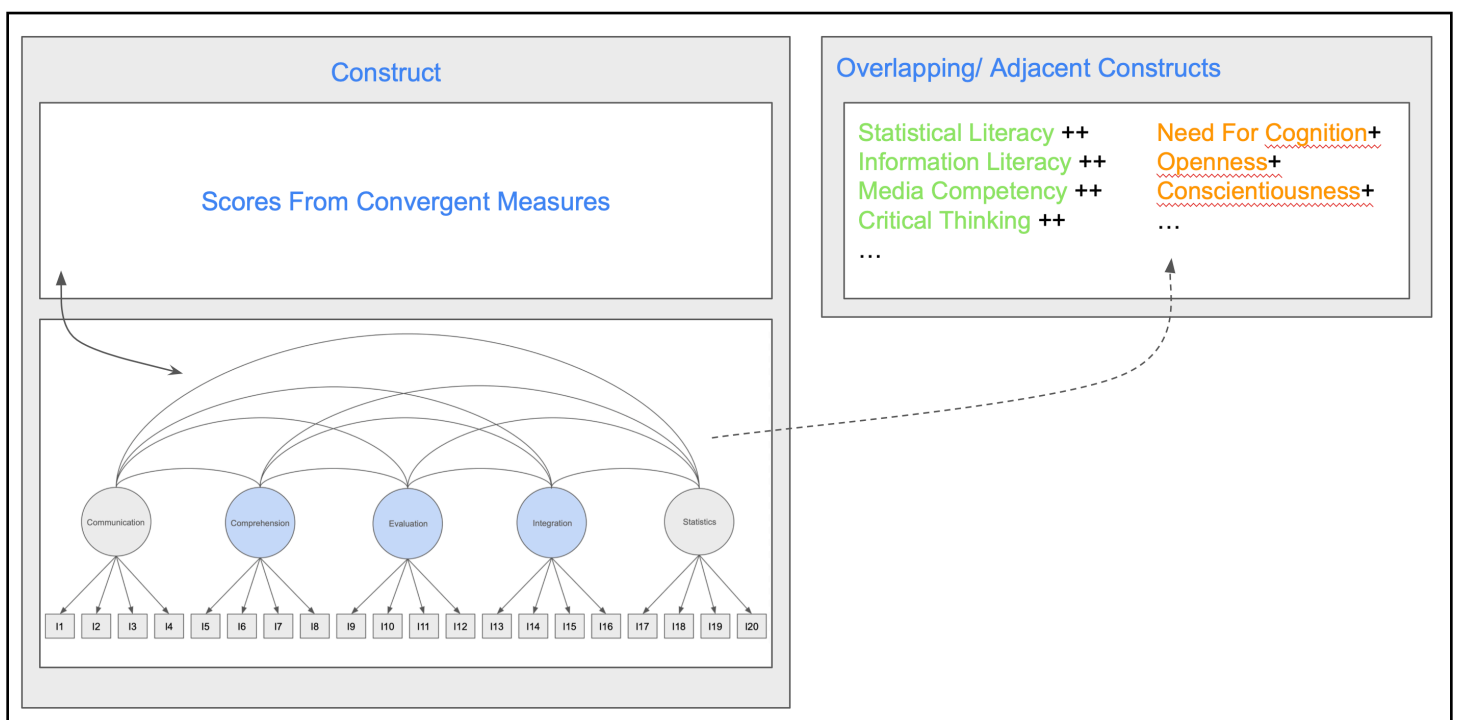 Construct
Scores From Convergent Measures
Communication
Comprehension
Evaluation
Integration
Statistics
I1 I2 I3 I4 I5 I6 I7 I8 I9 I10 I11 I12 I13 I14 I15 I16 I17 I18 I19 I20
Overlapping/ Adjacent Constructs
Statistical Literacy ++
Information Literacy ++
Media Competency ++
Critical Thinking ++
...
Need For Cognition+
Openness+
Conscientiousness+
...